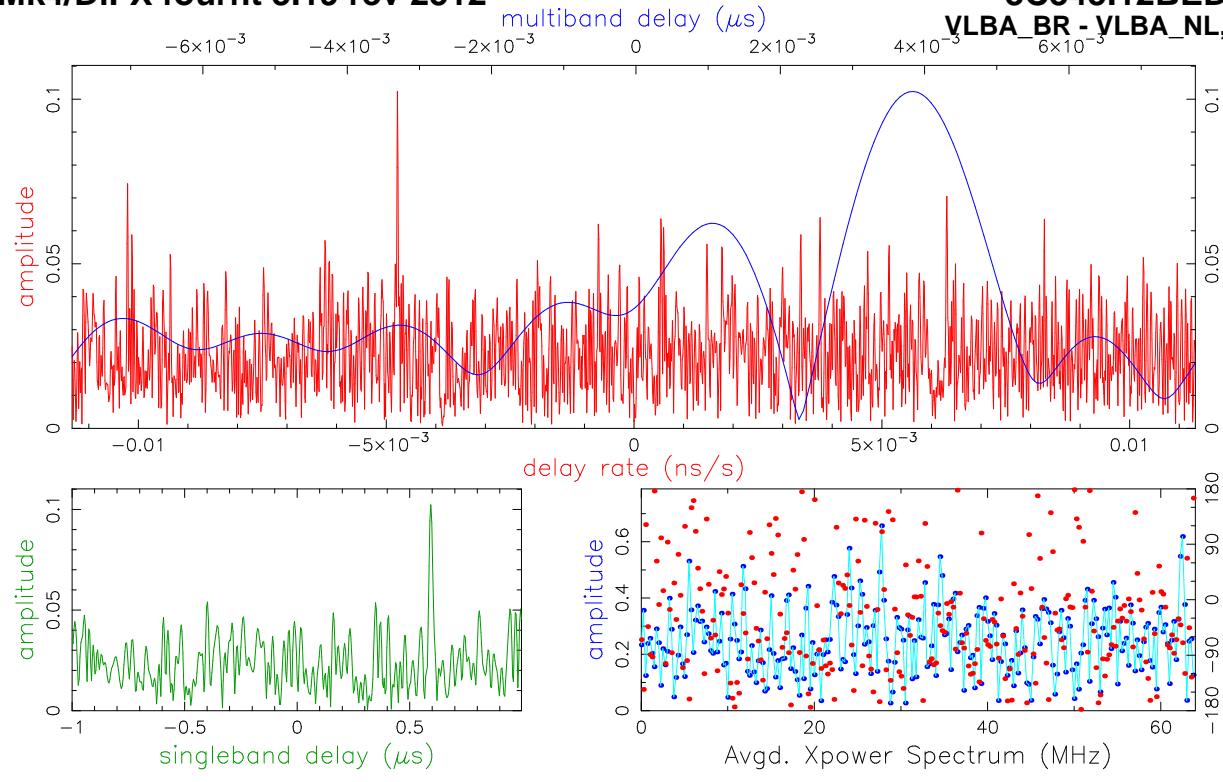 multiband delay (μs)
VLBA_BR - VLBA_NL,
−6×10⁻³ −4×10⁻³ −2×10⁻³ 0 2×10⁻³ 4×10⁻³ 6×10⁻³
0.1 0.1
0.05 0.05
0 0
amplitude
−0.01 −5×10⁻³ 0 5×10⁻³ 0.01
delay rate (ns/s)
0.1
0.05
0
amplitude
−1 −0.5 0 0.5
singleband delay (μs)
0.6
0.4
0.2
0
amplitude
180
90
0
−90
−180
0 20 40 60
Avgd. Xpower Spectrum (MHz)